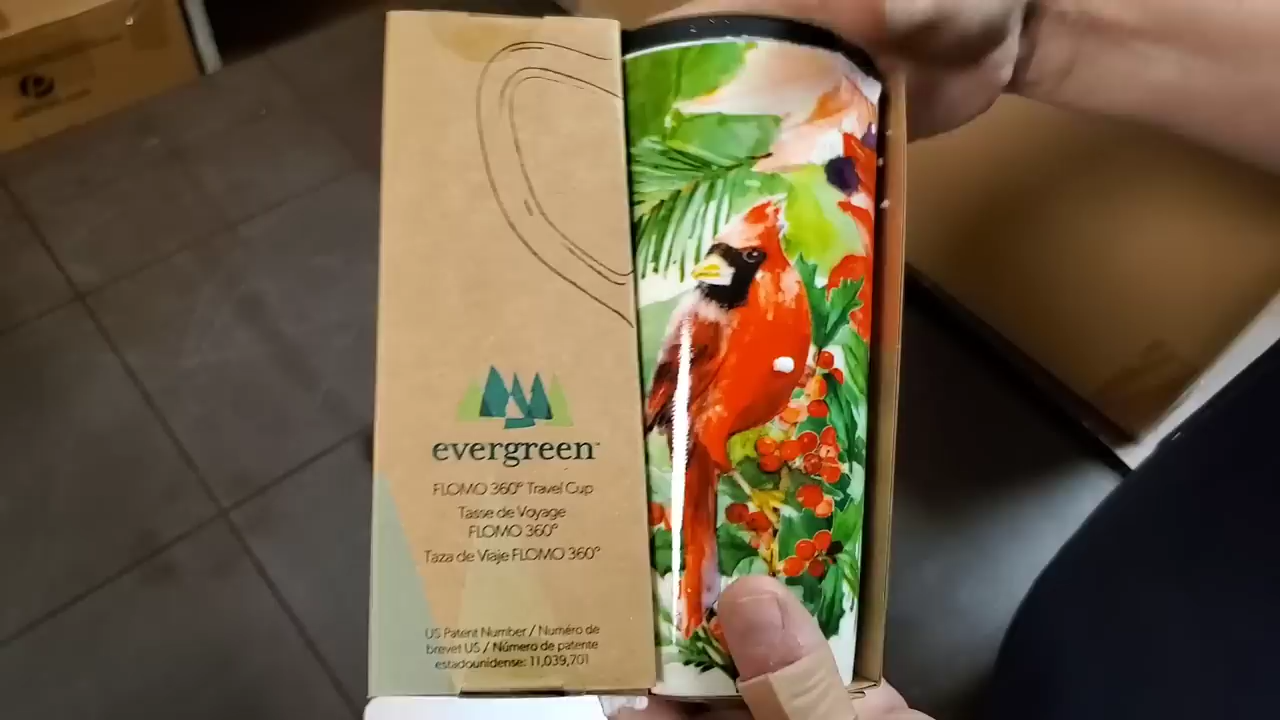 evergreen™
FLOMO 360° Travel Cup
Tasse de Voyage
FLOMO 360°
Taza de Viaje FLOMO 360°
US Patent Number / Numéro de
brevet US / Número de patente
estadounidense: 11,039,701